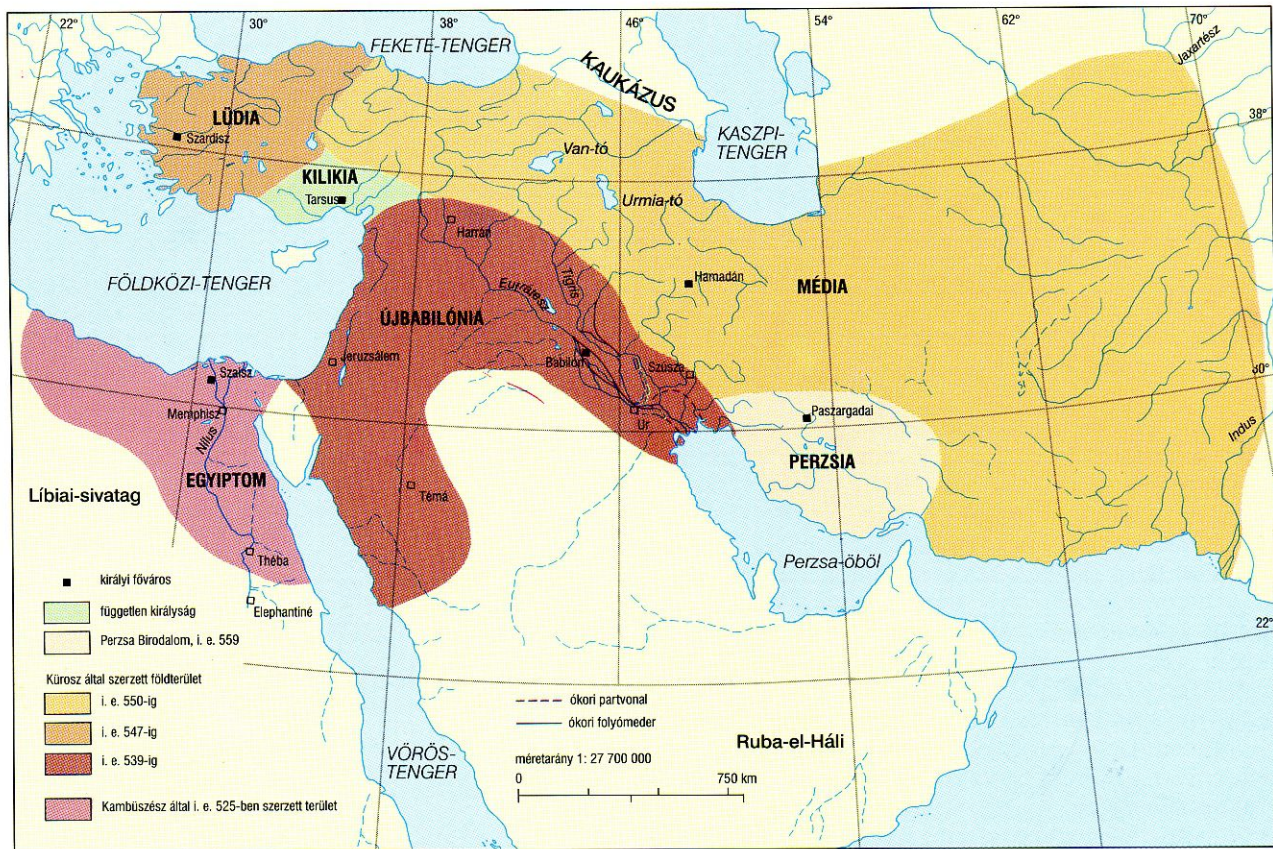 22°
30°
38°
46°
54°
62°
70°
FEKETE-TENGER
KAUKÁZUS
Jaxartész
LÜDIA
Szárdisz
KASZPI-
TENGER
38°
Van-tó
KILIKIA
Tarsus
Urmia-tó
Harrán
FÖLDKÖZI-TENGER
Eufrátesz
Tigris
Hamadán
MÉDIA
ÚJBABILÓNIA
Jeruzsálem
Babilon
Szúsza
30°
Szaisz
Memphisz
Ur
Paszargadai
Indus
Nílus
PERZSIA
EGYIPTOM
Líbiai-sivatag
Témá
Théba
Perzsa-öböl
Elephantiné
22°
királyi főváros
független királyság
Perzsa Birodalom, i. e. 559
Kürosz által szerzett földterület
i. e. 550-ig
i. e. 547-ig
i. e. 539-ig
Kambüszész által i. e. 525-ben szerzett terület
VÖRÖS-
TENGER
ókori partvonal
ókori folyómeder
méretarány 1: 27 700 000
0 750 km
Ruba-el-Háli